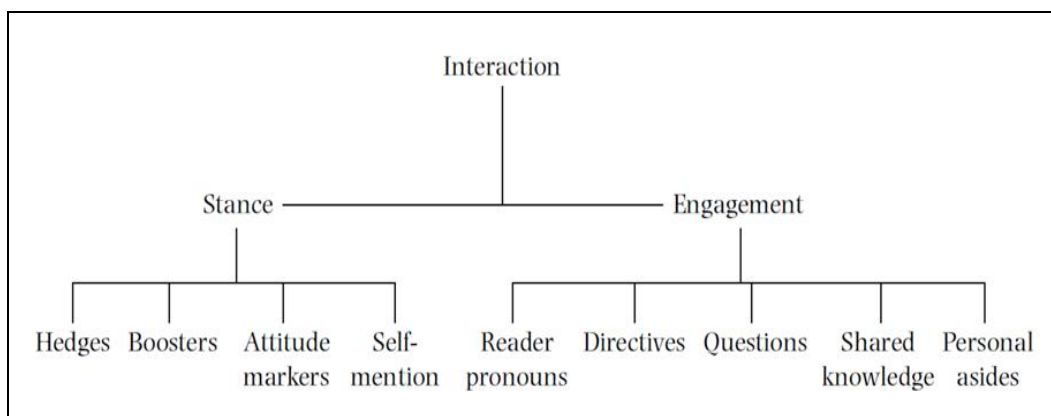 Interaction
Stance Engagement
Hedges Boosters Attitude Self- Reader Directives Questions Shared Personal
markers mention pronouns knowledge asides